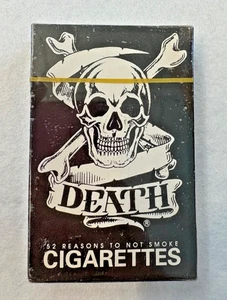 DEATH
®
52 REASONS TO NOT SMOKE
CIGARETTES